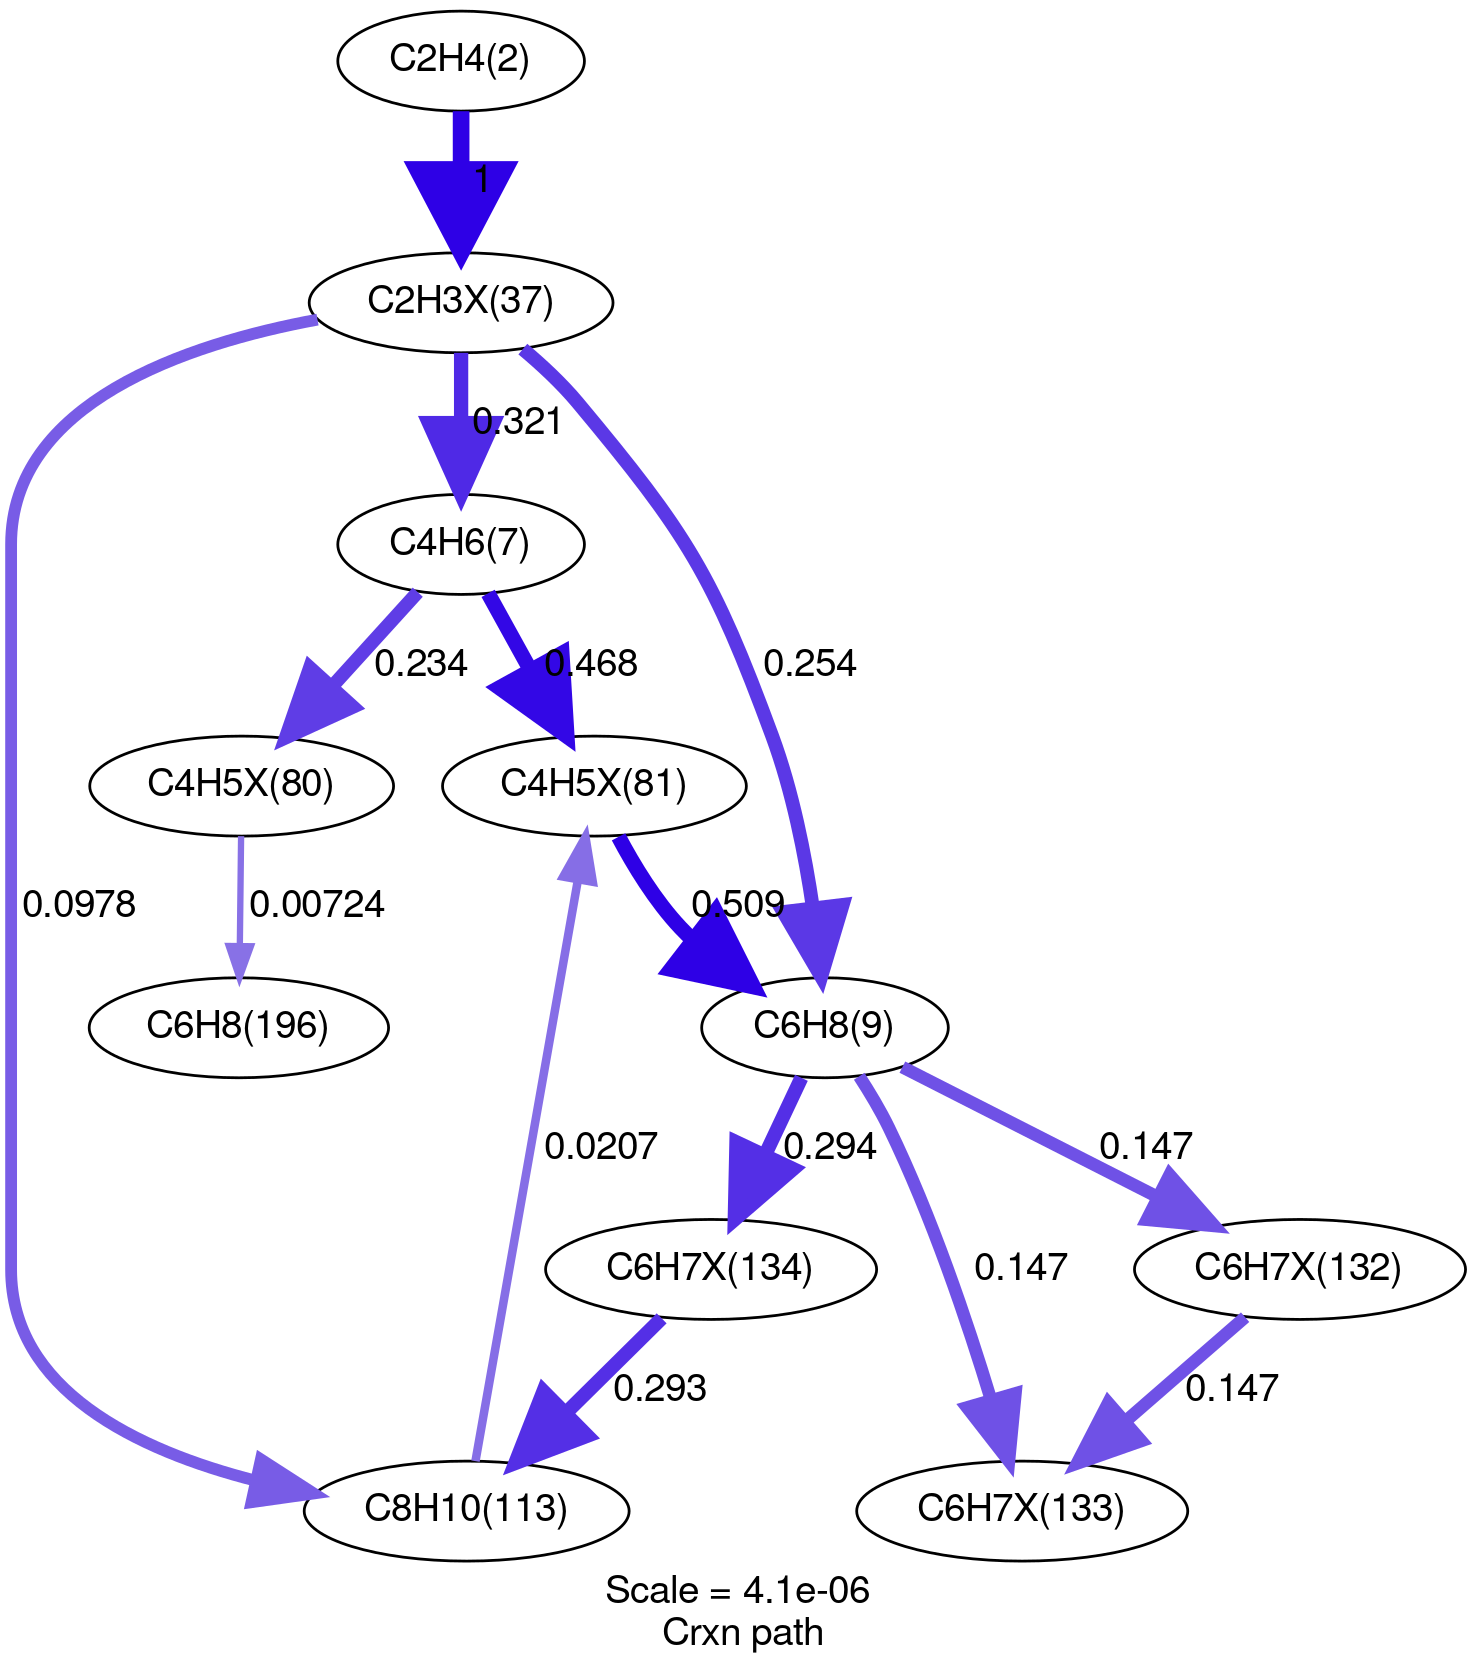 C2H4(2)
1
C2H3X(37)
0.321
C4H6(7)
0.234
0.468
0.254
C4H5X(80)
C4H5X(81)
0.0978
0.00724
0.509
C6H8(196)
C6H8(9)
0.0207
0.294
0.147
C6H7X(134)
0.147
C6H7X(132)
0.293
0.147
C8H10(113)
C6H7X(133)
Scale = 4.1e-06
Crxn path